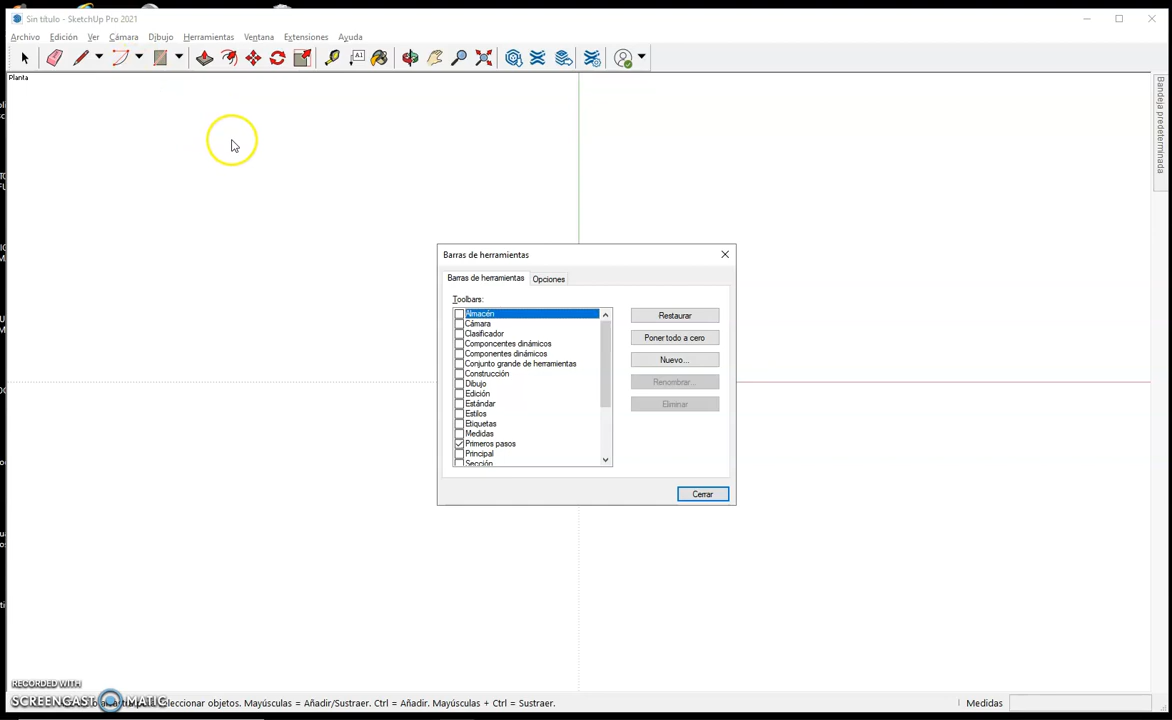 Sin título - SketchUp Pro 2021
Archivo Edición Ver Cámara Dibujo Herramientas Ventana Extensiones Ayuda
Planta
Bandeja predeterminada
Barras de herramientas
Barras de herramientas Opciones
Toolbars:
Almacén
Cámara
Clasificador
Componcentes dinámicos
Componentes dinámicos
Conjunto grande de herramientas
Construcción
Dibujo
Edición
Estándar
Estilos
Etiquetas
Medidas
Primeros pasos
Principal
Sección
Restaurar
Poner todo a cero
Nuevo...
Renombrar...
Eliminar
Cerrar
RECORDED WITH
SCREENCAST MATIC
seleccionar objetos. Mayúsculas = Añadir/Sustraer. Ctrl = Añadir. Mayúsculas + Ctrl = Sustraer.
Medidas